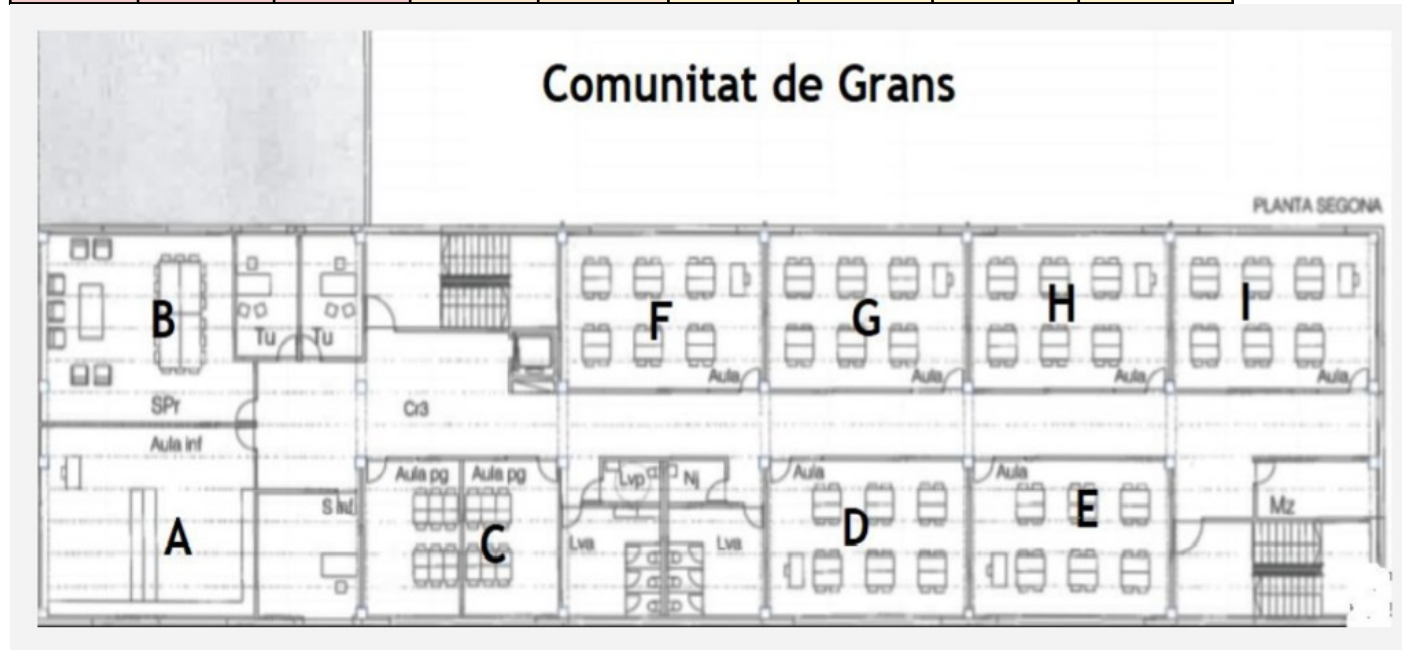 Comunitat de Grans
PLANTA SEGONA
B
Tu
Tu
F
G
H
I
Aula
Aula
Aula
Aula
SPr
Cr3
Aula inf
Aula pg
Aula pg
Lvp
Nj
Aula
Aula
Mz
A
C
D
E
Lva
Lva